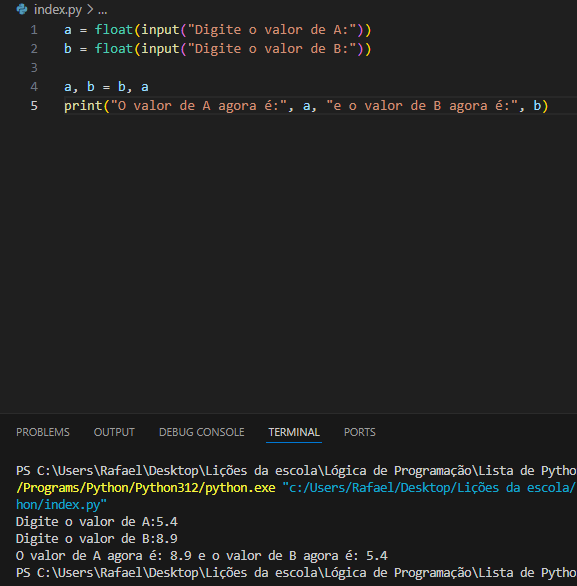 index.py > ...
1 a = float(input("Digite o valor de A:"))
2 b = float(input("Digite o valor de B:"))
3
4 a, b = b, a
5 print("O valor de A agora é:", a, "e o valor de B agora é:", b)
PROBLEMS OUTPUT DEBUG CONSOLE TERMINAL PORTS
PS C:\Users\Rafael\Desktop\Lições da escola\Lógica de Programação\Lista de Pytho
/Programs/Python/Python312/python.exe "c:/Users/Rafael/Desktop/Lições da escola/
hon/index.py"
Digite o valor de A:5.4
Digite o valor de B:8.9
O valor de A agora é: 8.9 e o valor de B agora é: 5.4
PS C:\Users\Rafael\Desktop\Lições da escola\Lógica de Programação\Lista de Pytho